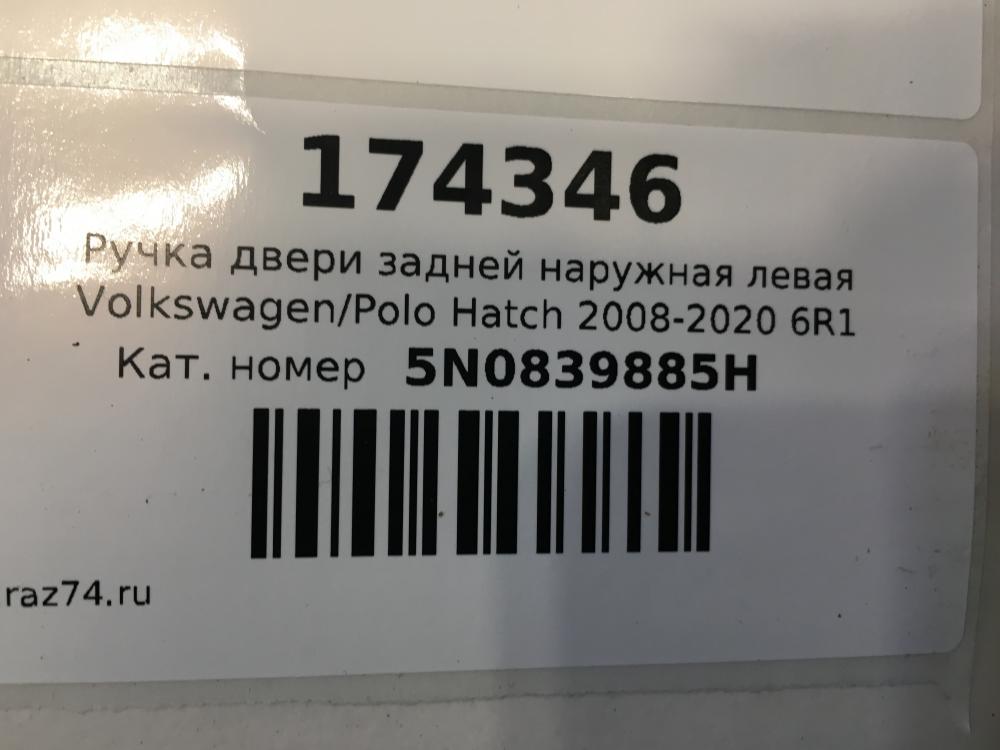 174346
Ручка двери задней наружная левая
Volkswagen/Polo Hatch 2008-2020 6R1
Кат. номер 5N0839885H
raz74.ru